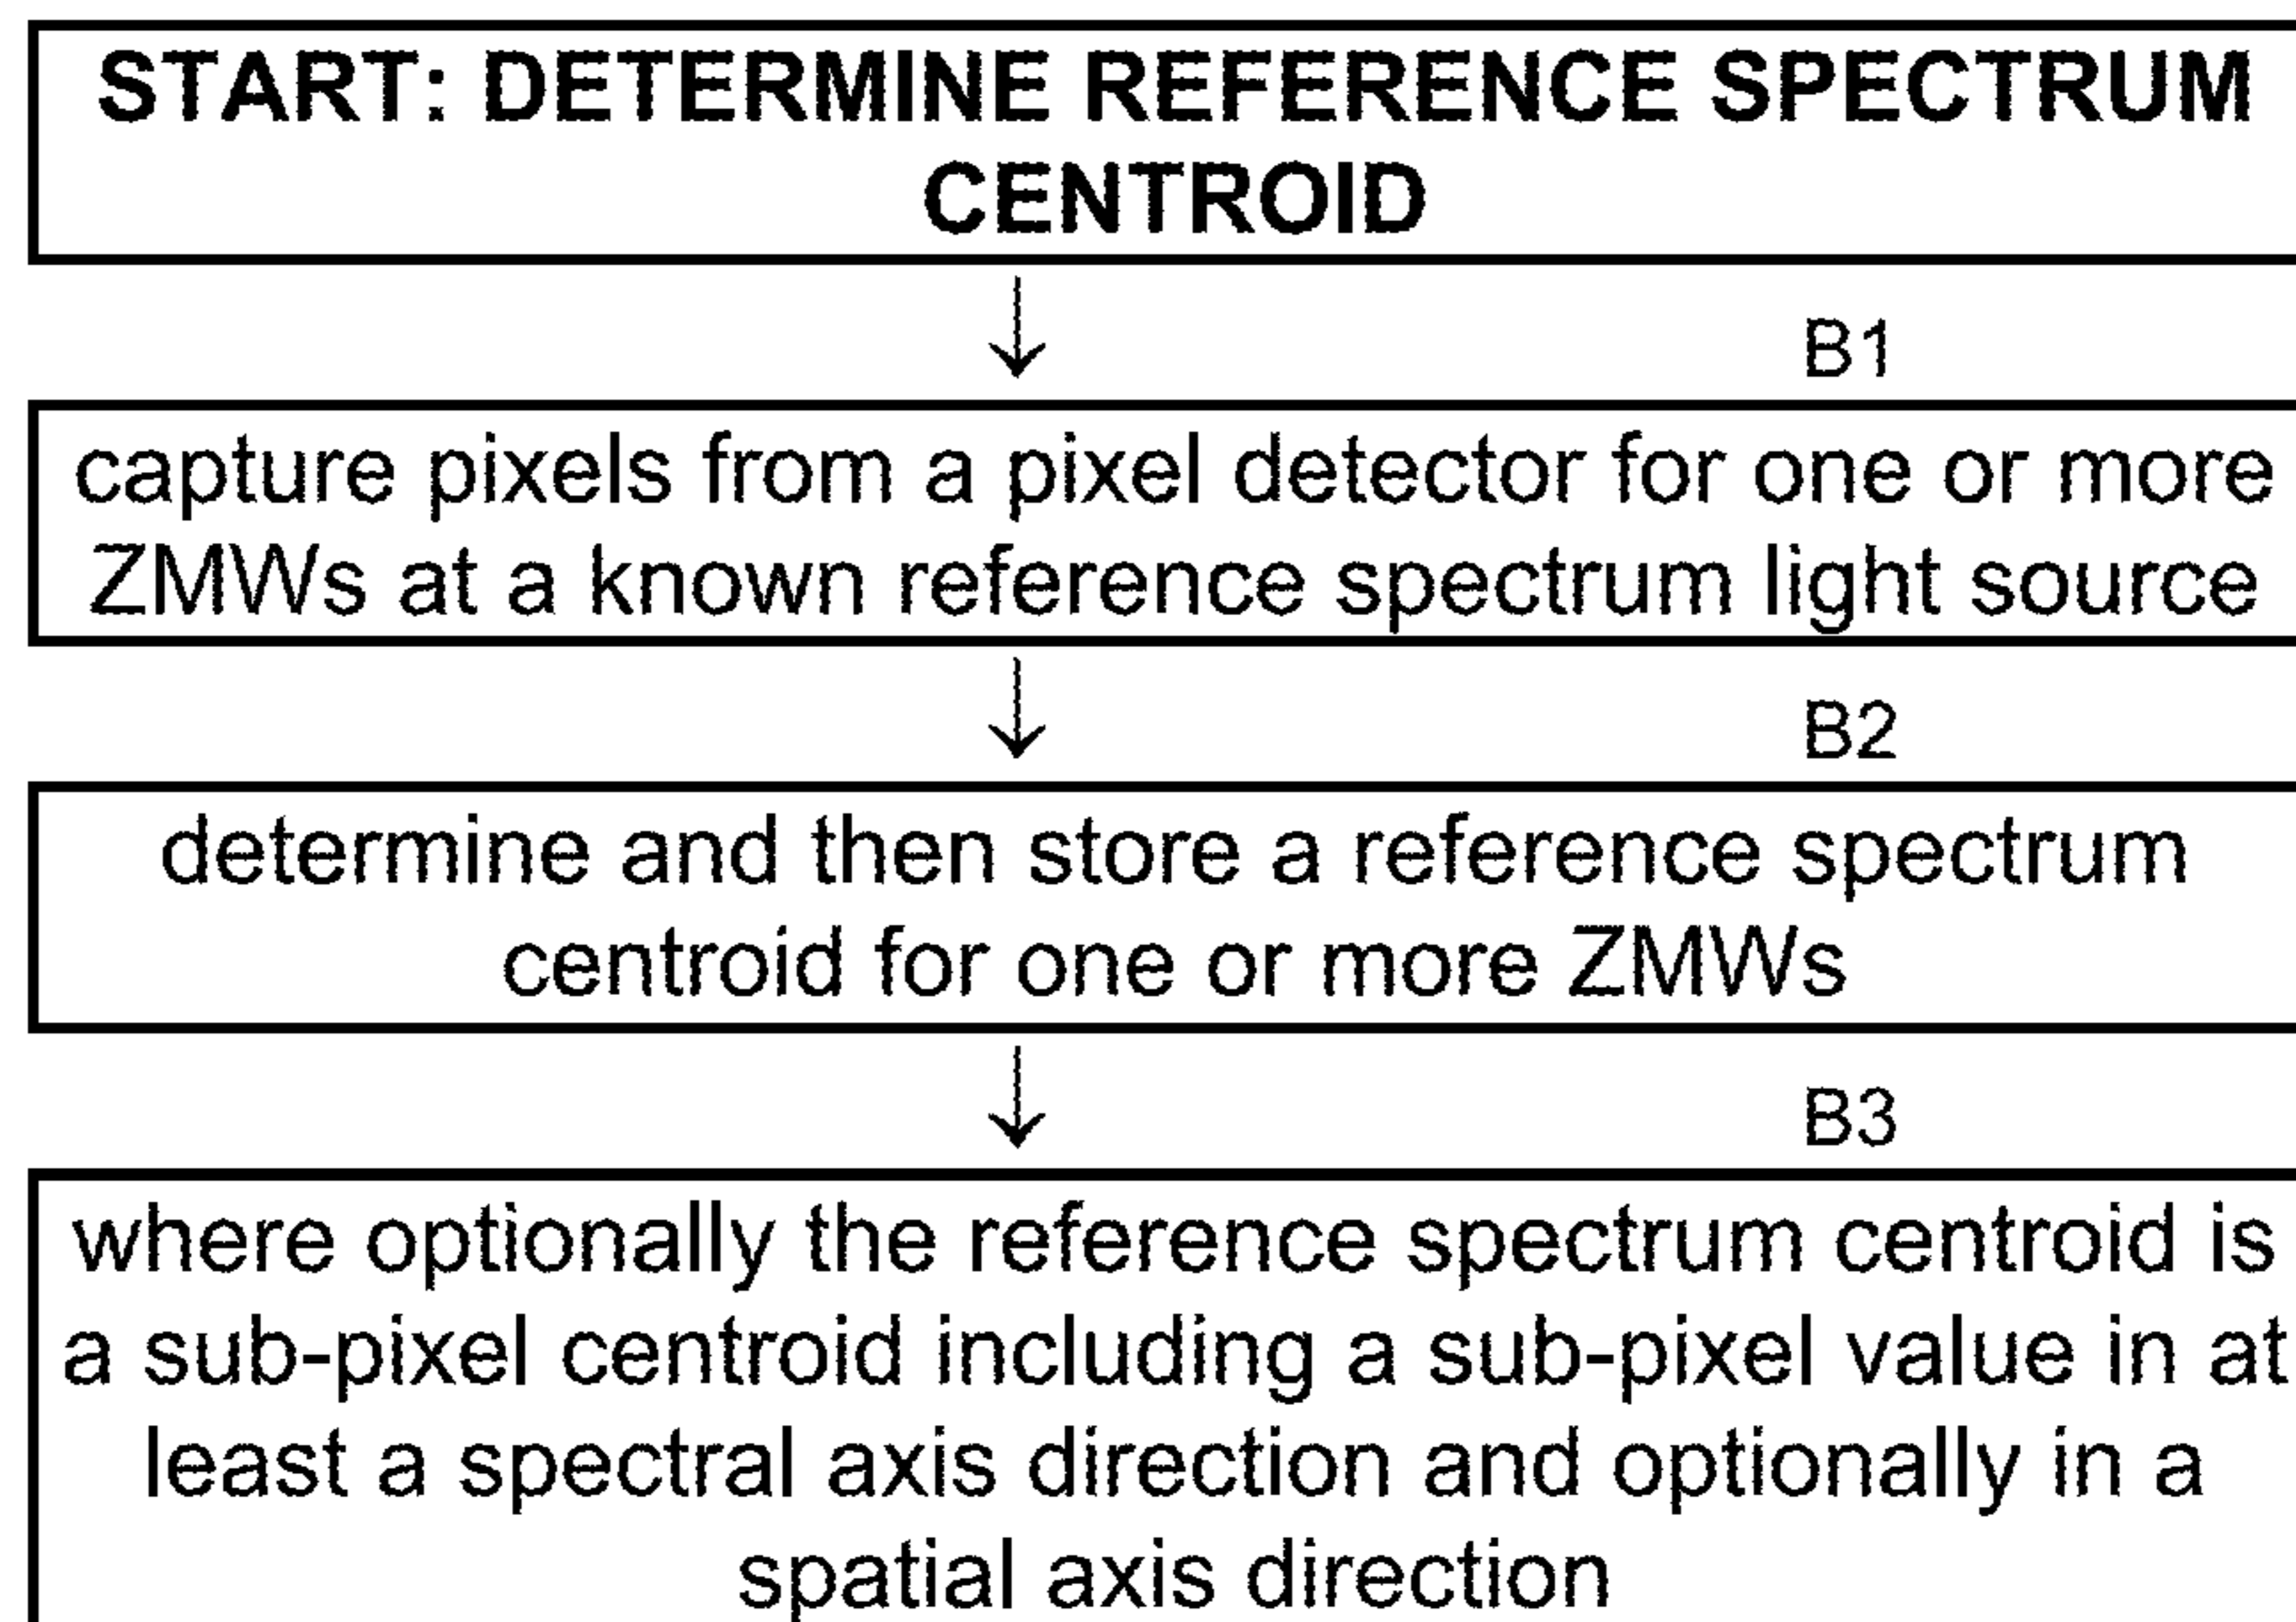 START: DETERMINE REFERENCE SPECTRUM
CENTROID
B1
capture pixels from a pixel detector for one or more
ZMWs at a known reference spectrum light source
B2
determine and then store a reference spectrum
centroid for one or more ZMWs
B3
where optionally the reference spectrum centroid is
a sub-pixel centroid including a sub-pixel value in at
least a spectral axis direction and optionally in a
spatial axis direction